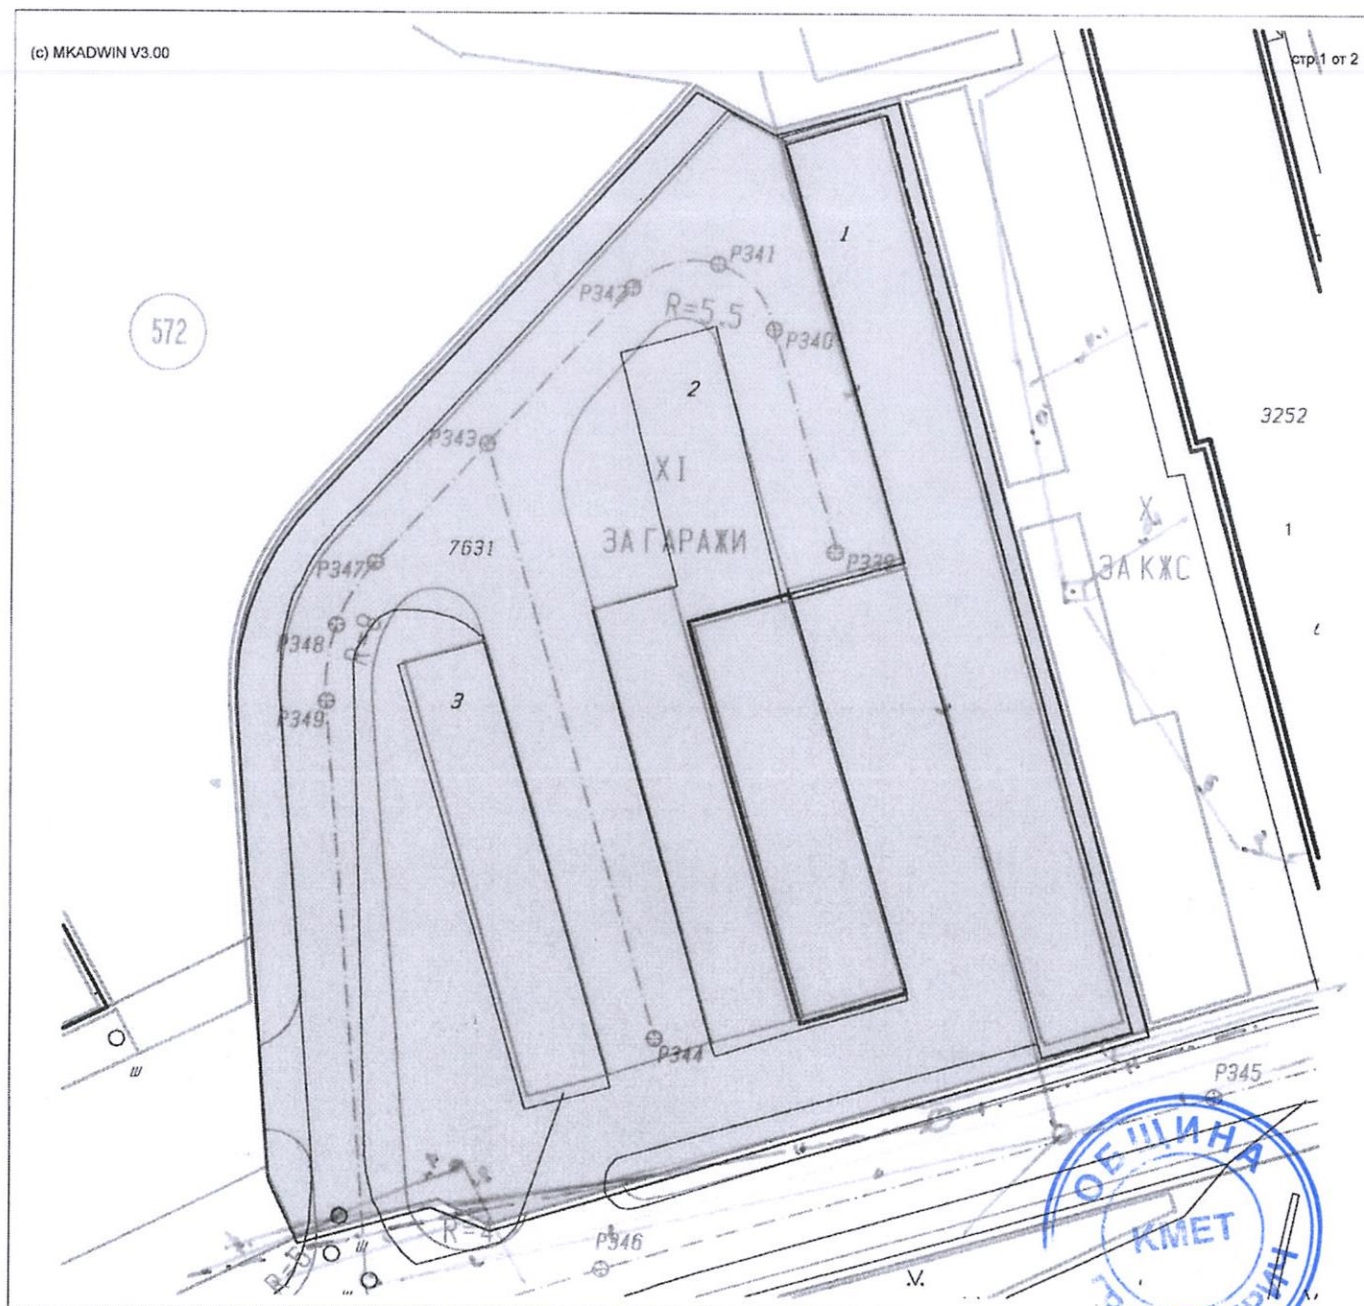 (c) MKADWIN V3.00
стр.1 от 2
1
P341
P342
R=5.5
572
P340
2
3252
P343
XI
X
1
7631
ЗА ГАРАЖИ
P339
P347
ЗА КЖС
P348
3
P349
ш
P344
P345
ОБЩИНА
R=4
P346
КМЕТ
ш